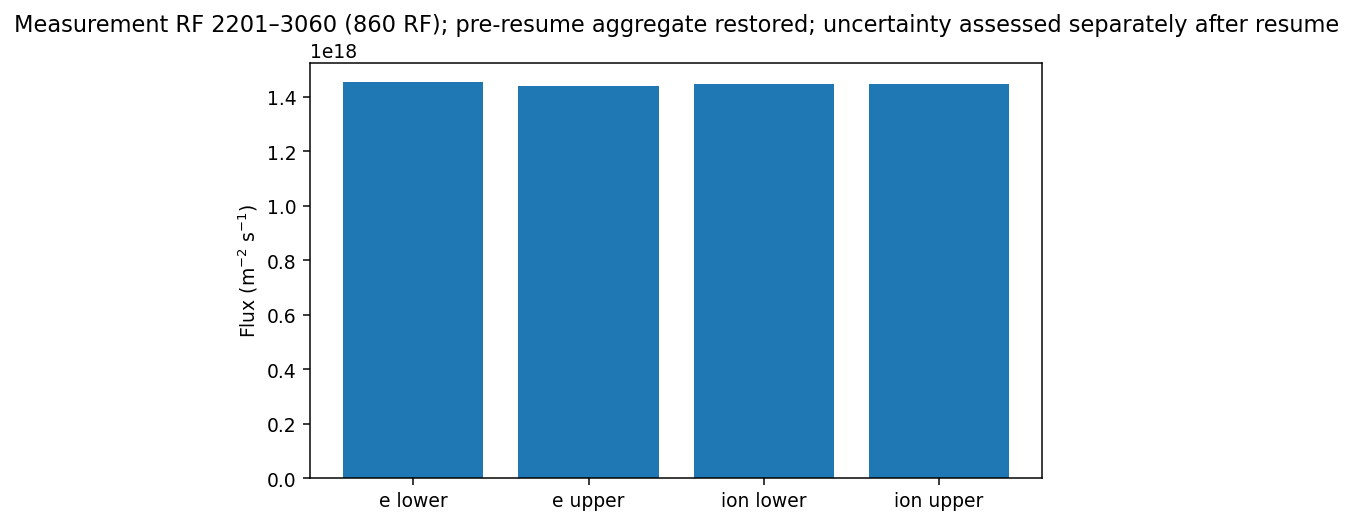 Measurement RF 2201–3060 (860 RF); pre-resume aggregate restored; uncertainty assessed separately after resume
1e18
Flux (m⁻² s⁻¹)
1.4
1.2
1.0
0.8
0.6
0.4
0.2
0.0
e lower
e upper
ion lower
ion upper